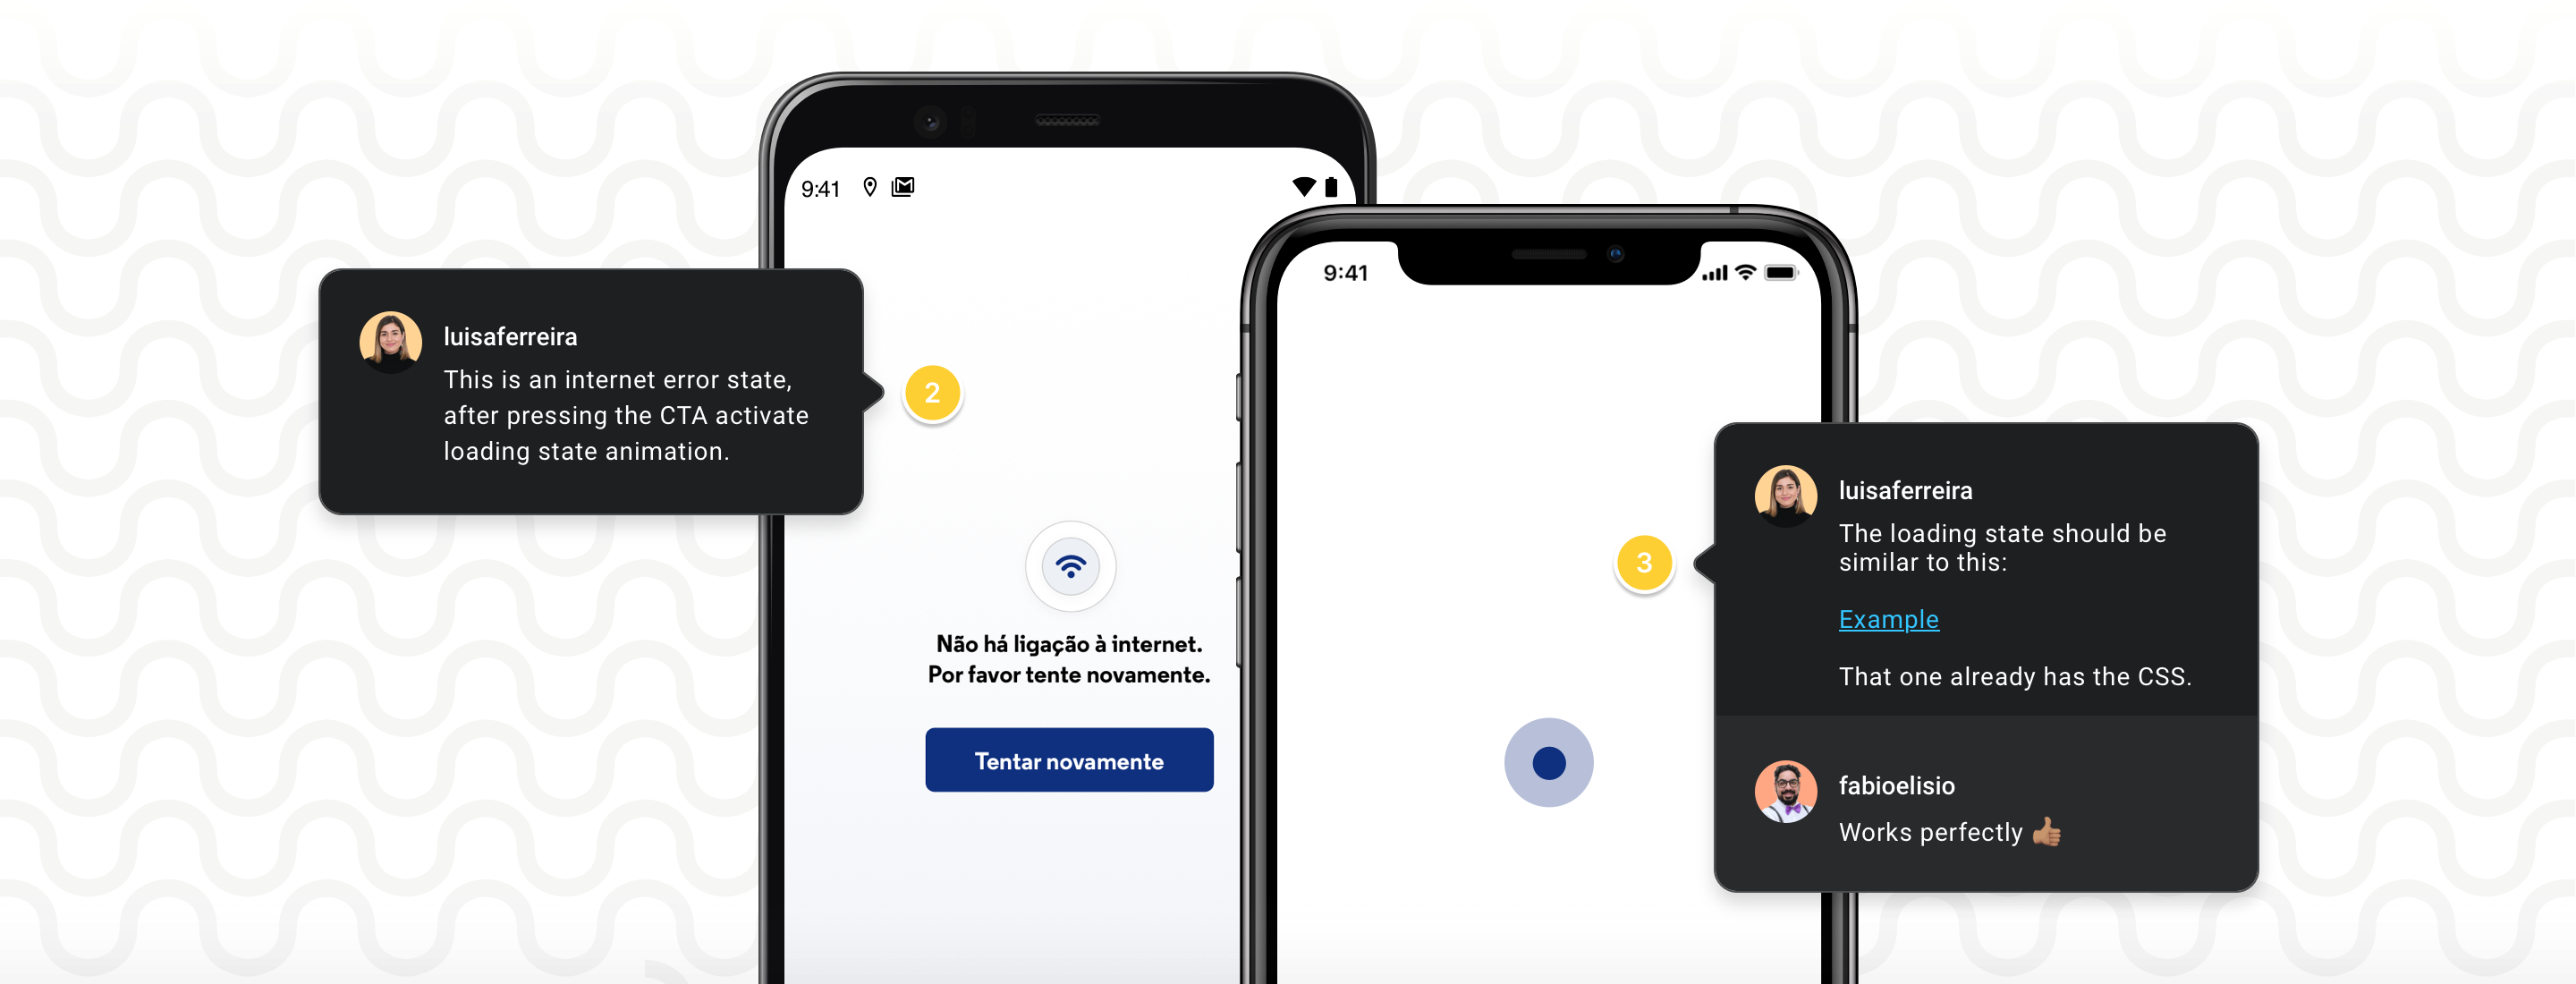 9:41
luisaferreira
This is an internet error state,
after pressing the CTA activate
loading state animation.
2
Não há ligação à internet.
Por favor tente novamente.
Tentar novamente
9:41
3
luisaferreira
The loading state should be
similar to this:
Example
That one already has the CSS.
fabioelisio
Works perfectly 👍🏽